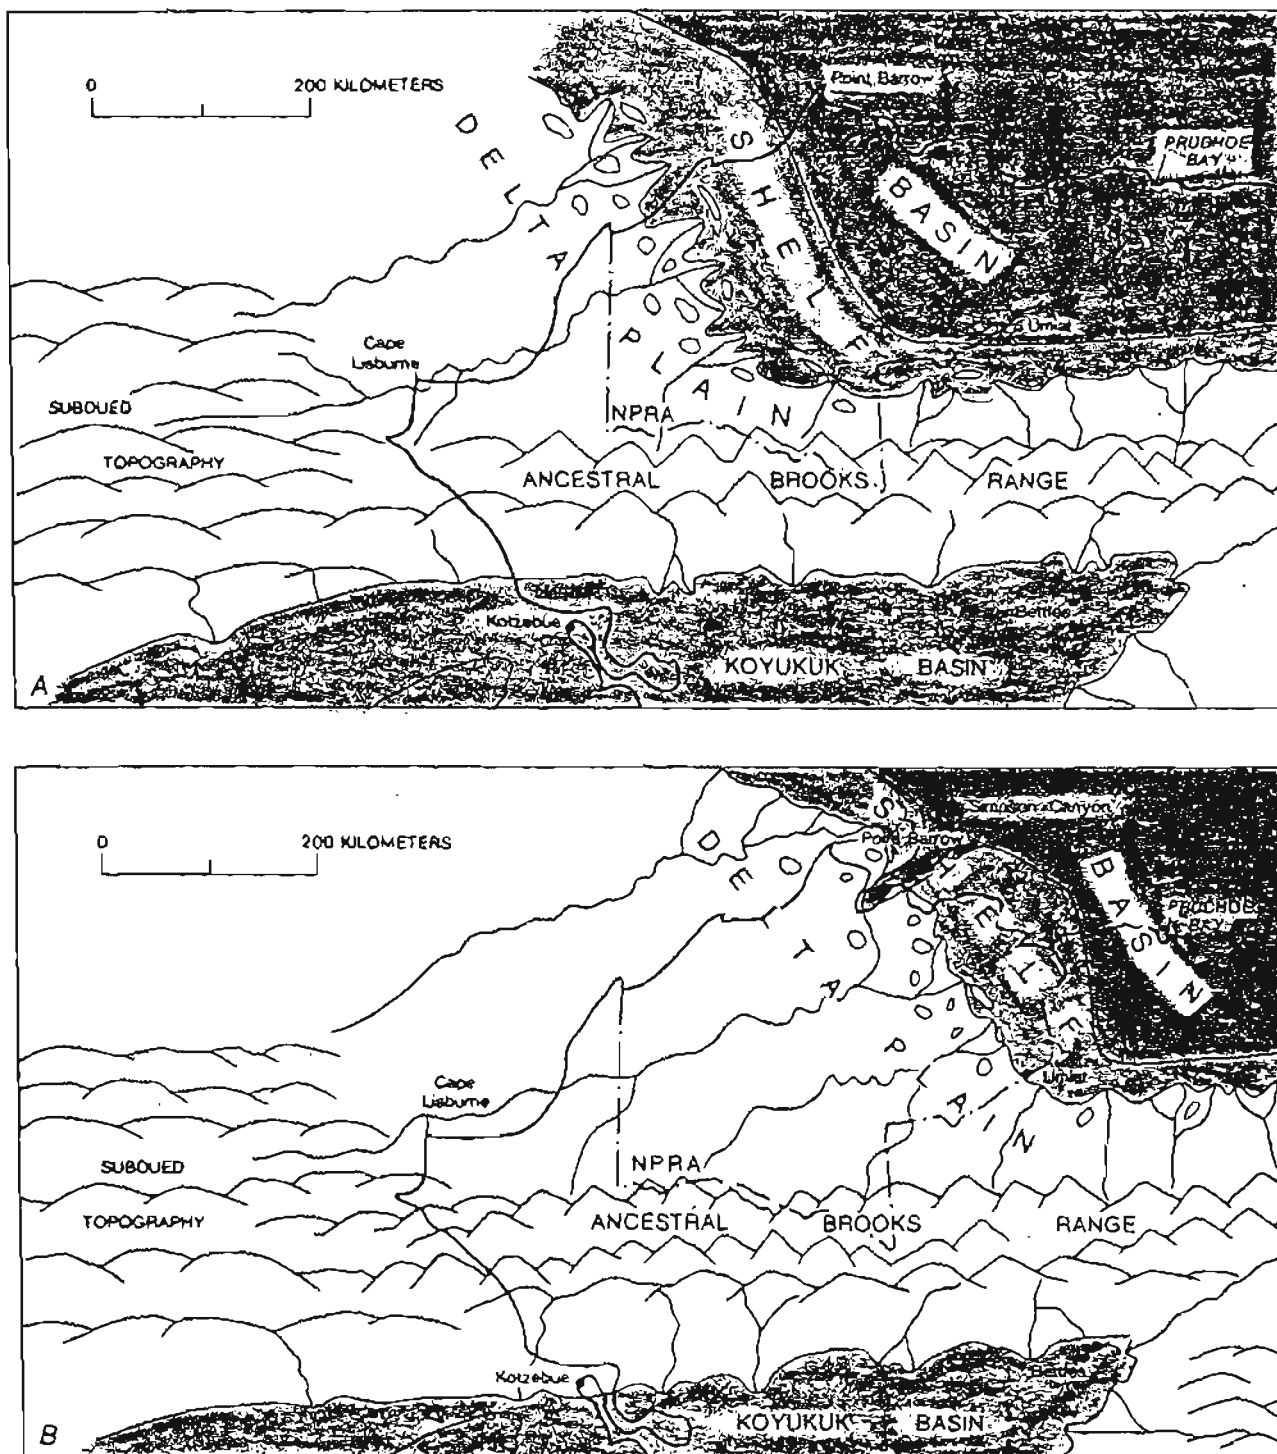 0 200 KILOMETERS
Point Barrow
DELTA
SHELF
PRUDHOE
BAY
BASIN
Umiat
Cape
Lisburne
PLAIN
SUBDUED
NPRA
TOPOGRAPHY
ANCESTRAL BROOKS RANGE
Bettles
Kotzebue
KOYUKUK BASIN
A
0 200 KILOMETERS
Simpson Canyon
Point Barrow
SHELF
DELTA
BASIN
PRUDHOE
BAY
PLAIN
Umiat
Cape
Lisburne
SUBDUED
NPRA
TOPOGRAPHY
ANCESTRAL BROOKS RANGE
Bettles
Kotzebue
KOYUKUK BASIN
B